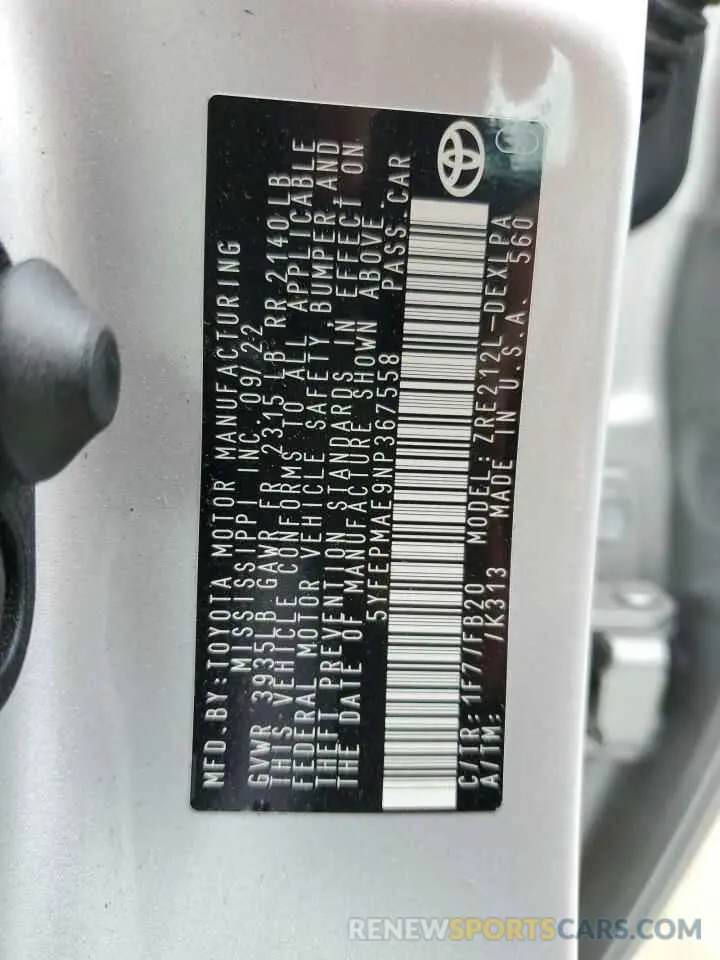 MFD.BY:TOYOTA MOTOR MANUFACTURING
MISSISSIPPI INC.09/22
GVWR 3935LB GAWR FR 2315 LB RR 2140 LB
THIS VEHICLE CONFORMS TO ALL APPLICABLE
FEDERAL MOTOR VEHICLE SAFETY, BUMPER AND
THEFT PREVENTION STANDARDS IN EFFECT ON
THE DATE OF MANUFACTURE SHOWN ABOVE.
5YFEPMAE9NP367558 PASS.CAR
C/TR:1F7/FB20 MODEL:ZRE212L-DEXLPA
A/TM: /K313 MADE IN U.S.A. 560
RENEWSPORTSCARS.COM